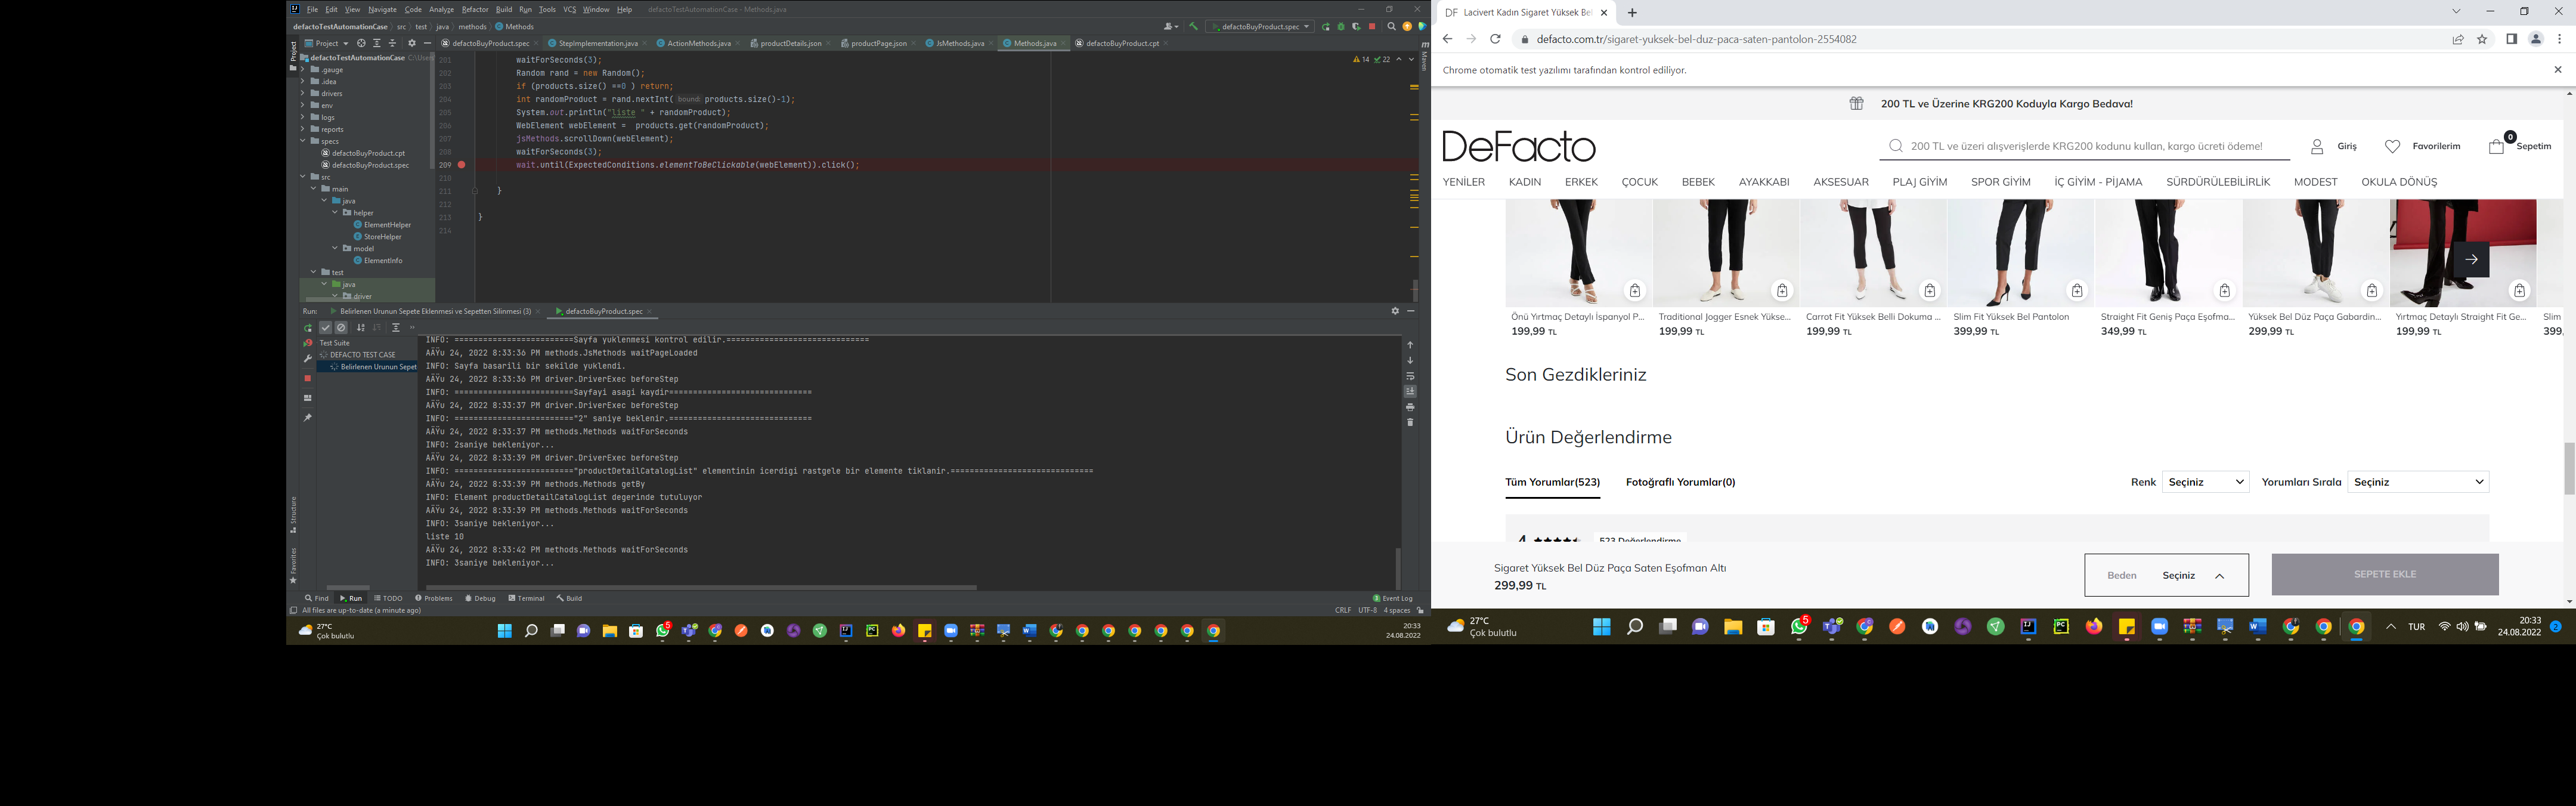 File Edit View Navigate Code Analyze Refactor Build Run Tools VCS Window Help defactoTestAutomationCase - Methods.java
defactoTestAutomationCase src test java methods Methods
defactoBuyProduct.spec
Project
defactoBuyProduct.spec StepImplementation.java ActionMethods.java productDetails.json productPage.json JsMethods.java Methods.java defactoBuyProduct.cpt
Project
Maven
defactoTestAutomationCase C:\Users
.gauge
.idea
drivers
env
logs
reports
specs
defactoBuyProduct.cpt
defactoBuyProduct.spec
src
main
java
helper
ElementHelper
StoreHelper
model
ElementInfo
test
java
driver
14 22
201 waitForSeconds(3);
202 Random rand = new Random();
203 if (products.size() ==0 ) return;
204 int randomProduct = rand.nextInt( bound: products.size()-1);
205 System.out.println("liste " + randomProduct);
206 WebElement webElement = products.get(randomProduct);
207 jsMethods.scrollDown(webElement);
208 waitForSeconds(3);
209 wait.until(ExpectedConditions.elementToBeClickable(webElement)).click();
210
211 }
212
213 }
214
Run: Belirlenen Urunun Sepete Eklenmesi ve Sepetten Silinmesi (3) defactoBuyProduct.spec
Test Suite
DEFACTO TEST CASE
Belirlenen Urunun Sepet
INFO: =========================Sayfa yuklenmesi kontrol edilir.==============================
AÄŸu 24, 2022 8:33:36 PM methods.JsMethods waitPageLoaded
INFO: Sayfa basarili bir sekilde yuklendi.
AÄŸu 24, 2022 8:33:36 PM driver.DriverExec beforeStep
INFO: =========================Sayfayi asagi kaydir==============================
AÄŸu 24, 2022 8:33:37 PM driver.DriverExec beforeStep
INFO: ========================="2" saniye beklenir.==============================
AÄŸu 24, 2022 8:33:37 PM methods.Methods waitForSeconds
INFO: 2saniye bekleniyor...
AÄŸu 24, 2022 8:33:39 PM driver.DriverExec beforeStep
INFO: ========================="productDetailCatalogList" elementinin icerdigi rastgele bir elemente tiklanir.==============================
AÄŸu 24, 2022 8:33:39 PM methods.Methods getBy
INFO: Element productDetailCatalogList degerinde tutuluyor
AÄŸu 24, 2022 8:33:39 PM methods.Methods waitForSeconds
INFO: 3saniye bekleniyor...
liste 10
AÄŸu 24, 2022 8:33:42 PM methods.Methods waitForSeconds
INFO: 3saniye bekleniyor...
Structure
Favorites
Find Run TODO Problems Debug Terminal Build Event Log
All files are up-to-date (a minute ago) CRLF UTF-8 4 spaces
27°C
Çok bulutlu
5
20:33
24.08.2022
DF Lacivert Kadın Sigaret Yüksek Be
defacto.com.tr/sigaret-yuksek-bel-duz-paca-saten-pantolon-2554082
Chrome otomatik test yazılımı tarafından kontrol ediliyor.
200 TL ve Üzerine KRG200 Koduyla Kargo Bedava!
DeFacto
200 TL ve üzeri alışverişlerde KRG200 kodunu kullan, kargo ücreti ödeme!
Giriş Favorilerim 0 Sepetim
YENİLER KADIN ERKEK ÇOCUK BEBEK AYAKKABI AKSESUAR PLAJ GİYİM SPOR GİYİM İÇ GİYİM - PİJAMA SÜRDÜRÜLEBİLİRLİK MODEST OKULA DÖNÜŞ
Önü Yırtmaç Detaylı İspanyol P... Traditional Jogger Esnek Yükse... Carrot Fit Yüksek Belli Dokuma ... Slim Fit Yüksek Bel Pantolon Straight Fit Geniş Paça Eşofma... Yüksek Bel Düz Paça Gabardin... Yırtmaç Detaylı Straight Fit Ge... Slim
199,99 TL 199,99 TL 199,99 TL 399,99 TL 349,99 TL 299,99 TL 199,99 TL 399,
Son Gezdikleriniz
Ürün Değerlendirme
Tüm Yorumlar(523) Fotoğraflı Yorumlar(0) Renk Seçiniz Yorumları Sırala Seçiniz
4 523 Değerlendirme
Sigaret Yüksek Bel Düz Paça Saten Eşofman Altı
299,99 TL
Beden Seçiniz
SEPETE EKLE
27°C
Çok bulutlu
5
TUR
20:33
24.08.2022
2